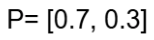 P= [0.7, 0.3]